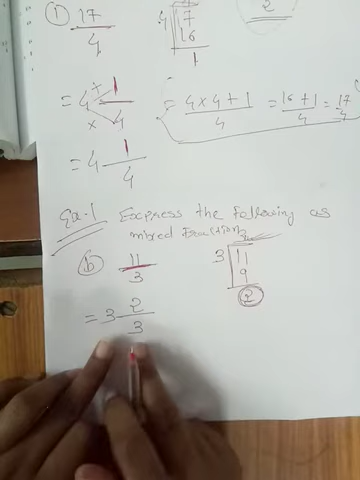 ① 17/4
4 17
16
1
2
= 4 + 1
× 4
= 4×4+1/4 = 16+1/4 = 17/4
= 4 1/4
Ex.1 Express the following as
mixed fraction
b) 11/3
3
3 11
9
2
= 3 2/3